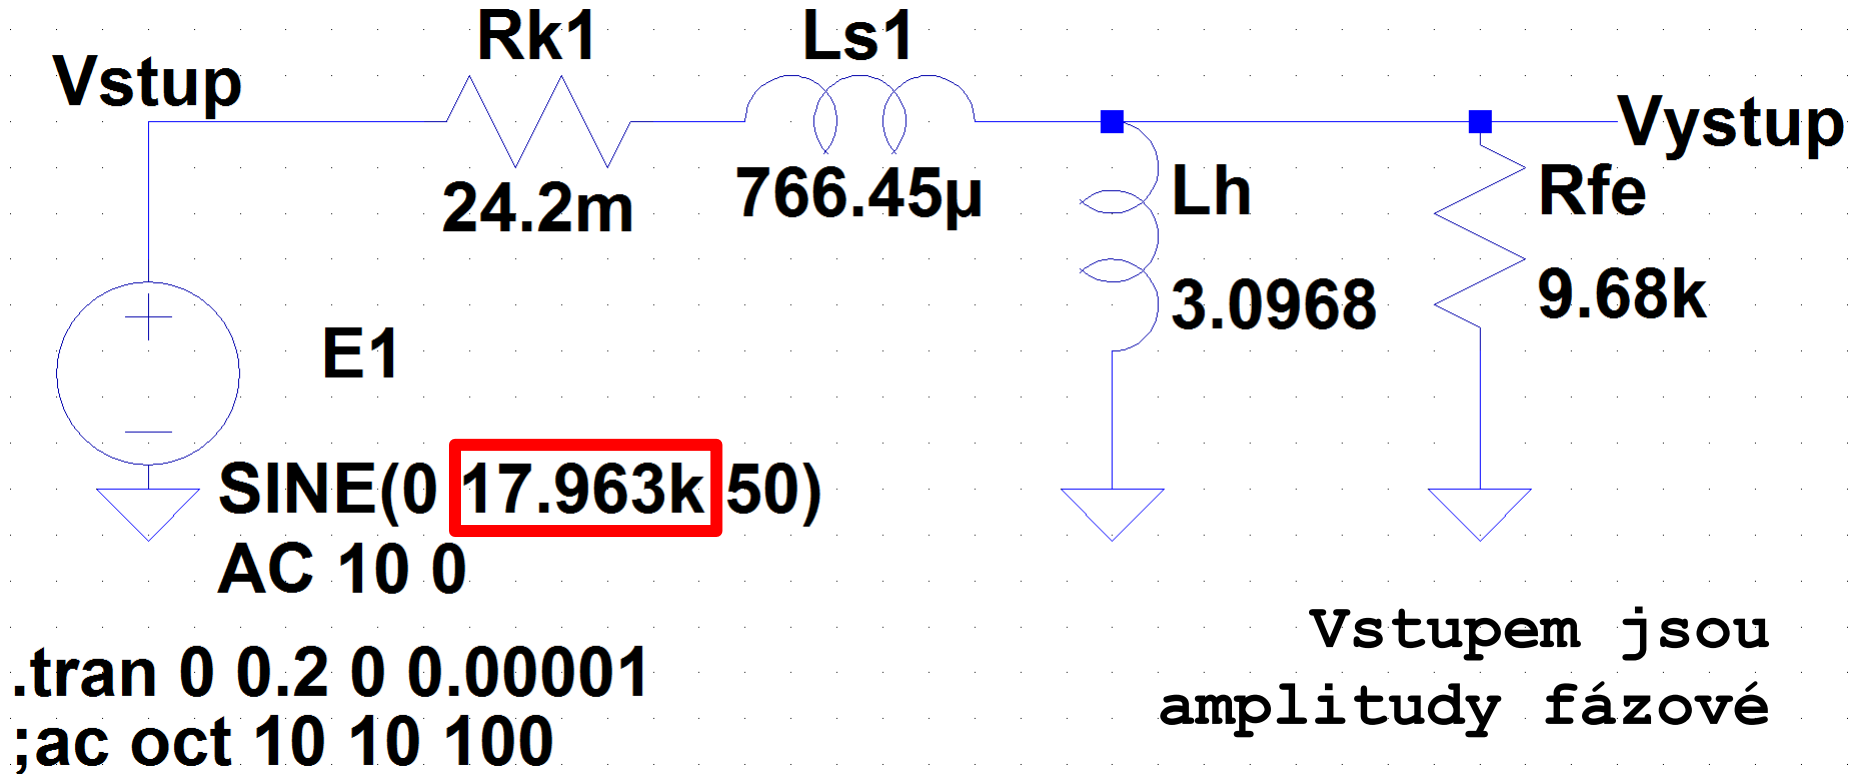 Rk1
Ls1
Vstup
Vystup
24.2m
766.45µ
Lh
Rfe
3.0968
9.68k
E1
SINE(0 17.963k 50)
AC 10 0
Vstupem jsou
amplitudy fázové
.tran 0 0.2 0 0.00001
;ac oct 10 10 100